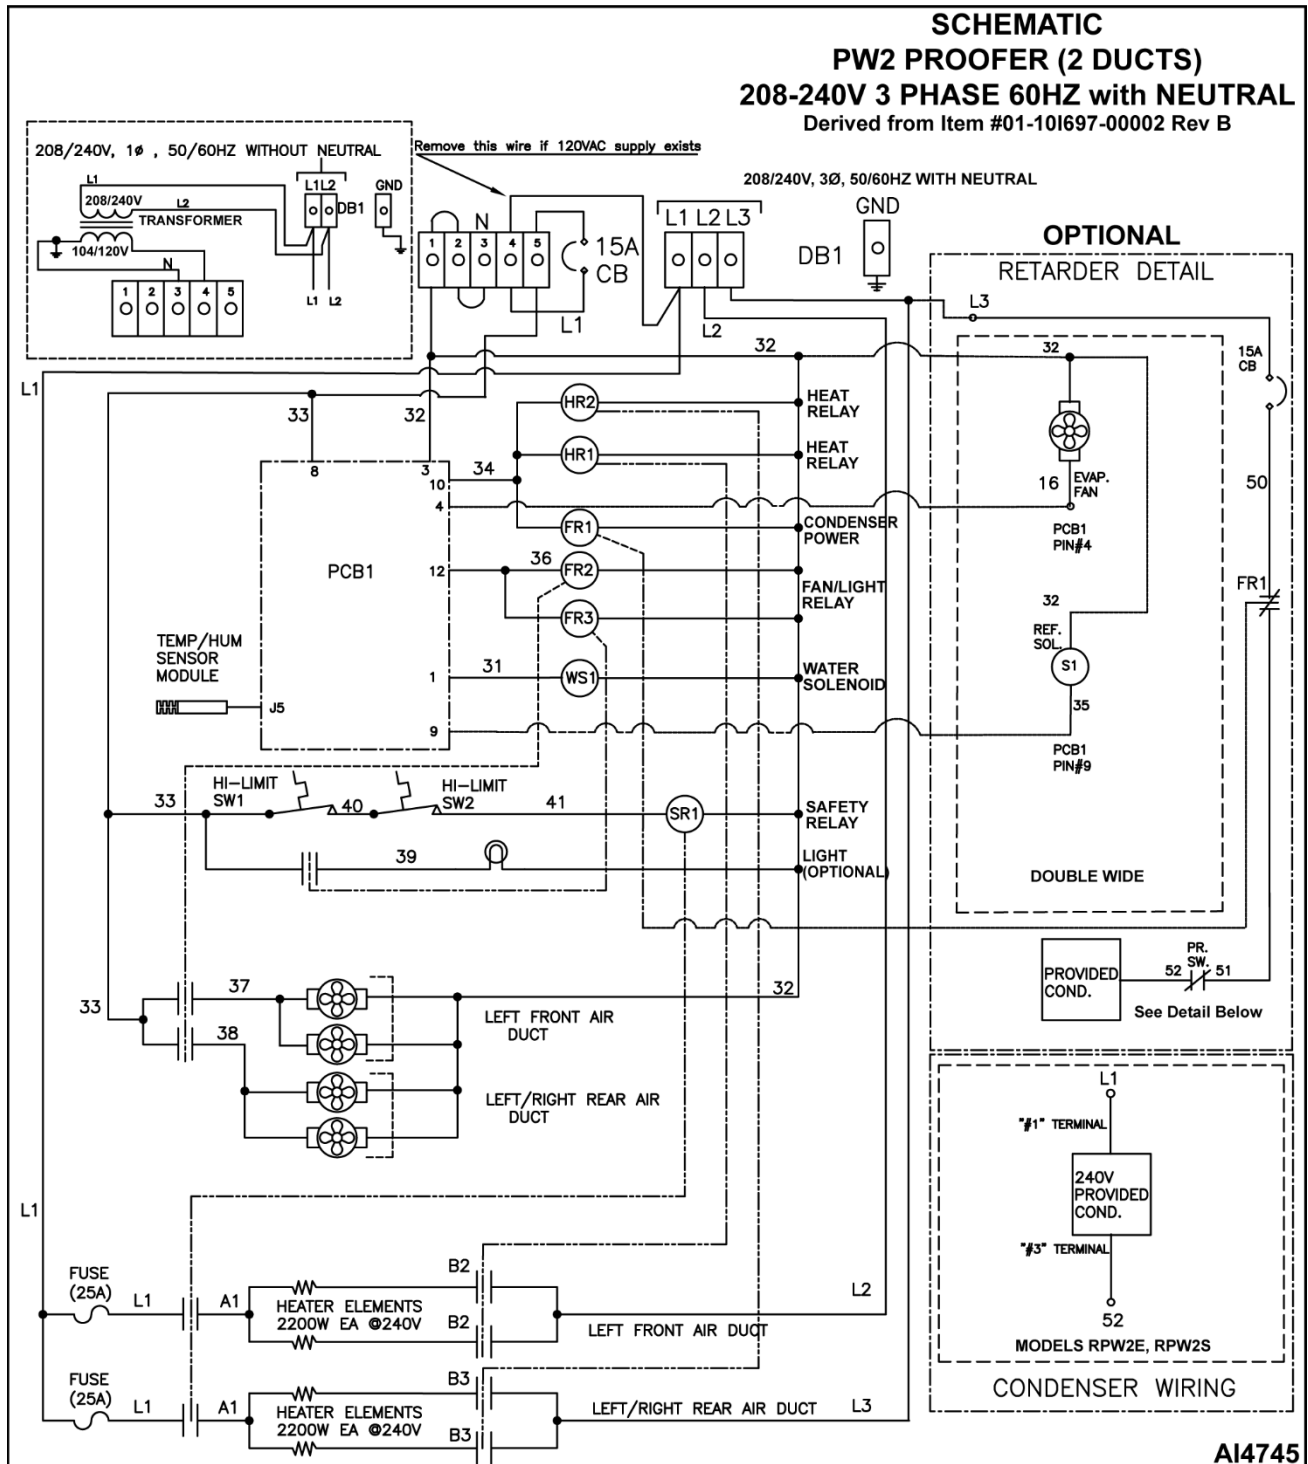 SCHEMATIC
PW2 PROOFER (2 DUCTS)
208-240V 3 PHASE 60HZ with NEUTRAL
Derived from Item #01-10I697-00002 Rev B
208/240V, 1ø , 50/60HZ WITHOUT NEUTRAL
L1
208/240V
L2
TRANSFORMER
104/120V
N
L1 L2
DB1
GND
1 2 3 4 5
L1 L2
Remove this wire if 120VAC supply exists
N
1 2 3 4 5
15A
CB
L1
208/240V, 3Ø, 50/60HZ WITH NEUTRAL
L1 L2 L3
L2
DB1
GND
OPTIONAL
RETARDER DETAIL
L3
15A
CB
50
32
16
EVAP.
FAN
PCB1
PIN#4
FR1
32
REF.
SOL.
S1
35
PCB1
PIN#9
DOUBLE WIDE
PROVIDED
COND.
PR.
SW.
52 51
See Detail Below
L1
33
32
32
8
3
10
34
4
PCB1
12
36
1
31
9
J5
TEMP/HUM
SENSOR
MODULE
HR2
HEAT
RELAY
HR1
HEAT
RELAY
FR1
CONDENSER
POWER
FR2
FAN/LIGHT
RELAY
FR3
WS1
WATER
SOLENOID
33
HI-LIMIT
SW1
40
HI-LIMIT
SW2
41
SR1
SAFETY
RELAY
39
LIGHT
(OPTIONAL)
33
37
38
32
LEFT FRONT AIR
DUCT
LEFT/RIGHT REAR AIR
DUCT
L1
FUSE
(25A)
L1
A1
HEATER ELEMENTS
2200W EA @240V
B2
B2
LEFT FRONT AIR DUCT
L2
FUSE
(25A)
L1
A1
HEATER ELEMENTS
2200W EA @240V
B3
B3
LEFT/RIGHT REAR AIR DUCT
L3
L1
"#1" TERMINAL
240V
PROVIDED
COND.
"#3" TERMINAL
52
MODELS RPW2E, RPW2S
CONDENSER WIRING
AI4745